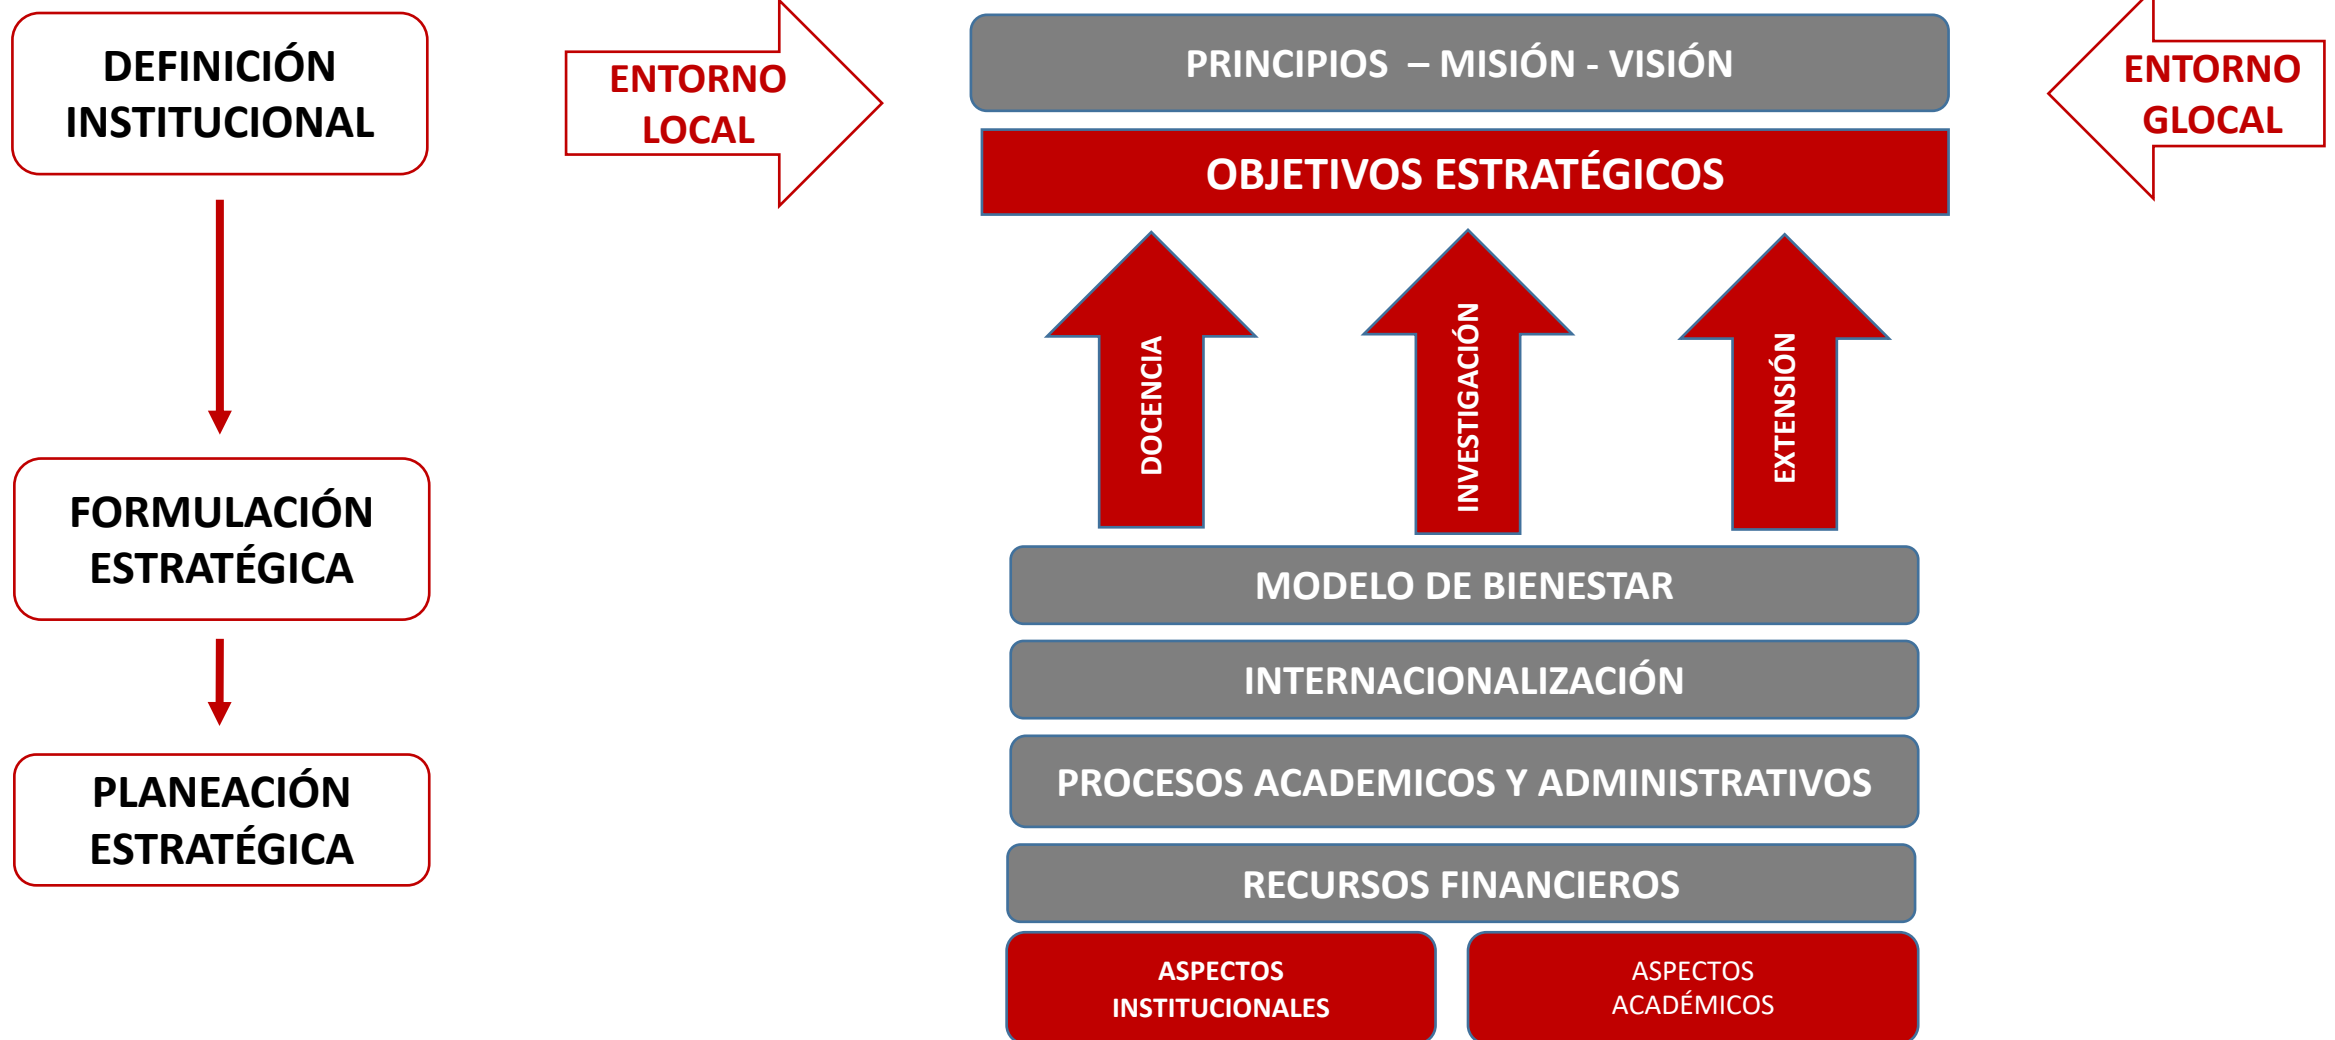 DEFINICIÓN
INSTITUCIONAL
ENTORNO
LOCAL
PRINCIPIOS – MISIÓN - VISIÓN
ENTORNO
GLOCAL
OBJETIVOS ESTRATÉGICOS
DOCENCIA
INVESTIGACIÓN
EXTENSIÓN
FORMULACIÓN
ESTRATÉGICA
MODELO DE BIENESTAR
INTERNACIONALIZACIÓN
PLANEACIÓN
ESTRATÉGICA
PROCESOS ACADEMICOS Y ADMINISTRATIVOS
RECURSOS FINANCIEROS
ASPECTOS
INSTITUCIONALES
ASPECTOS
ACADÉMICOS